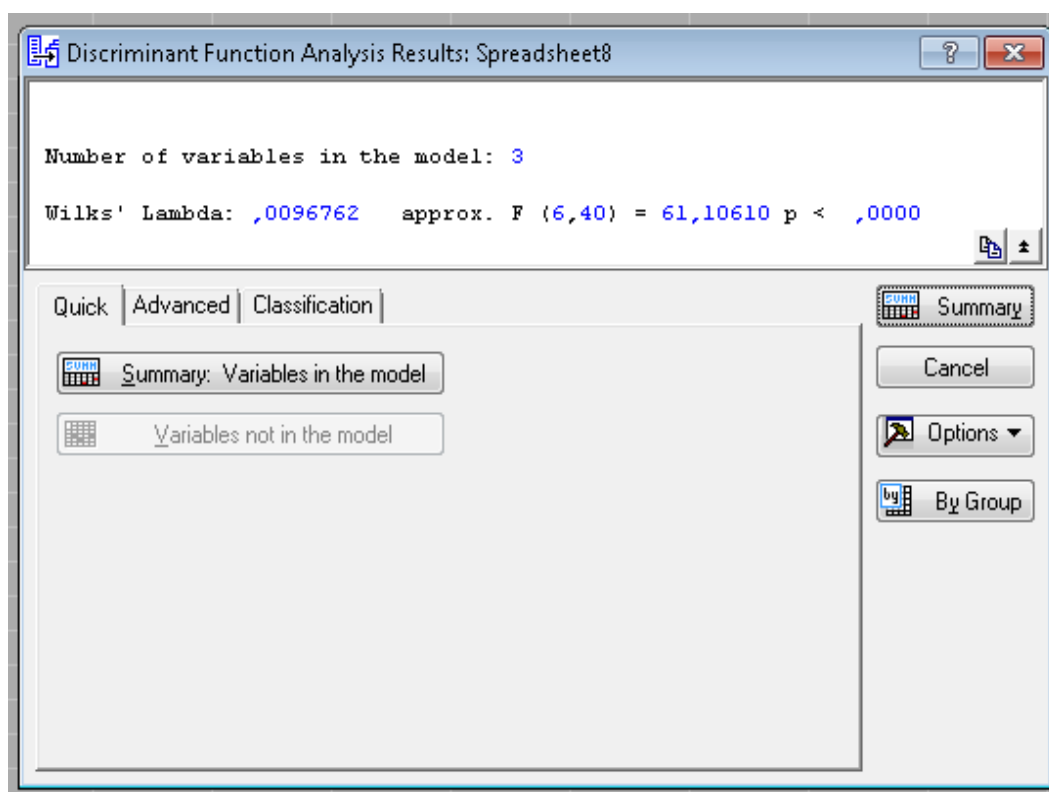 Discriminant Function Analysis Results: Spreadsheet8
Number of variables in the model: 3
Wilks' Lambda: ,0096762 approx. F (6,40) = 61,10610 p < ,0000
Quick Advanced Classification
Summary
SUMM Summary: Variables in the model
Cancel
Variables not in the model
Options
by By Group